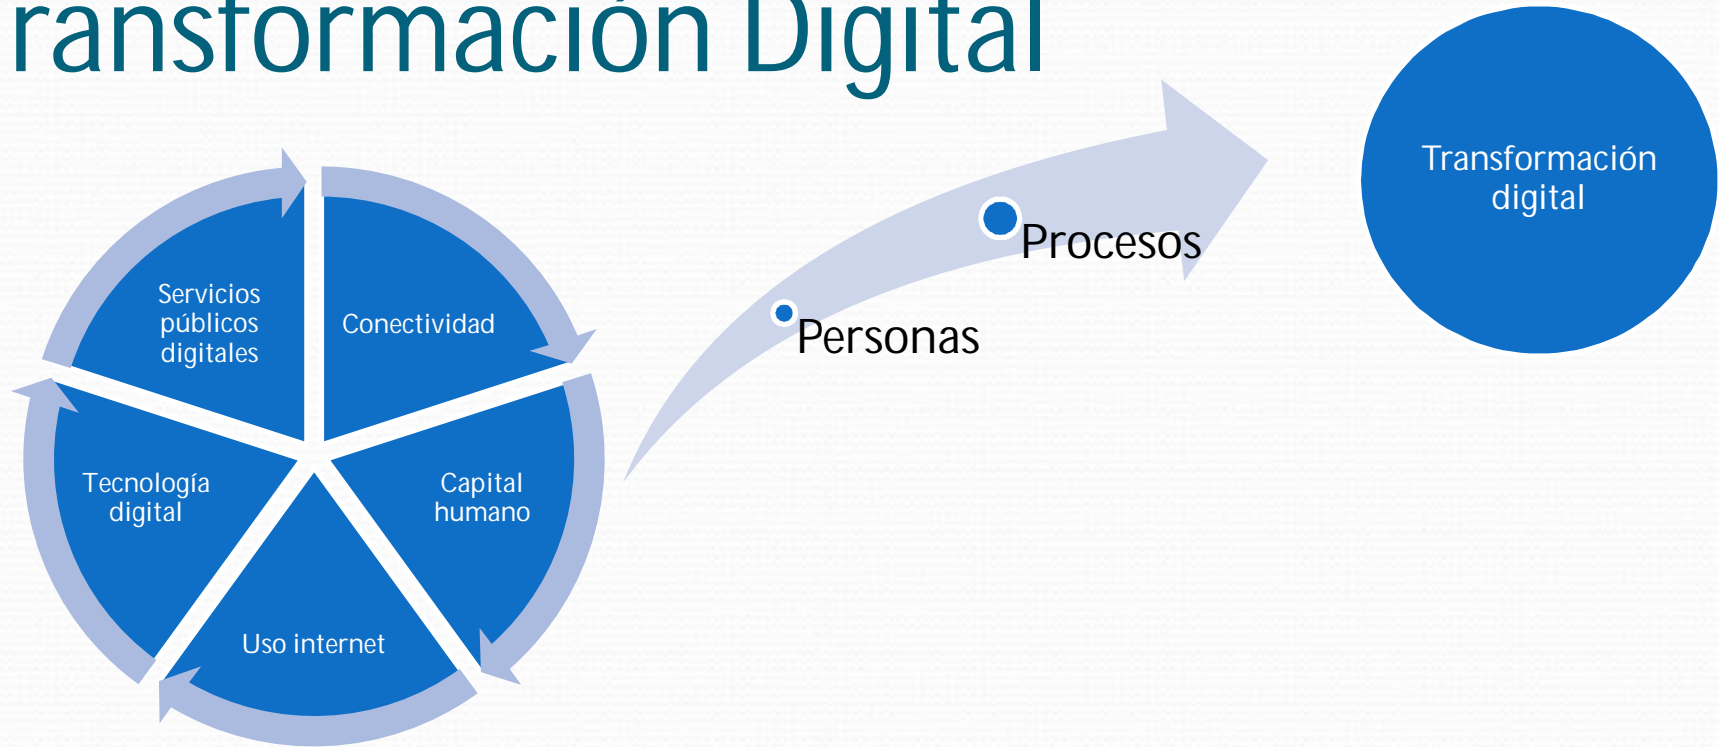 ransformación Digital
Servicios
públicos
digitales
Conectividad
Capital
humano
Uso internet
Tecnología
digital
Personas
Procesos
Transformación
digital